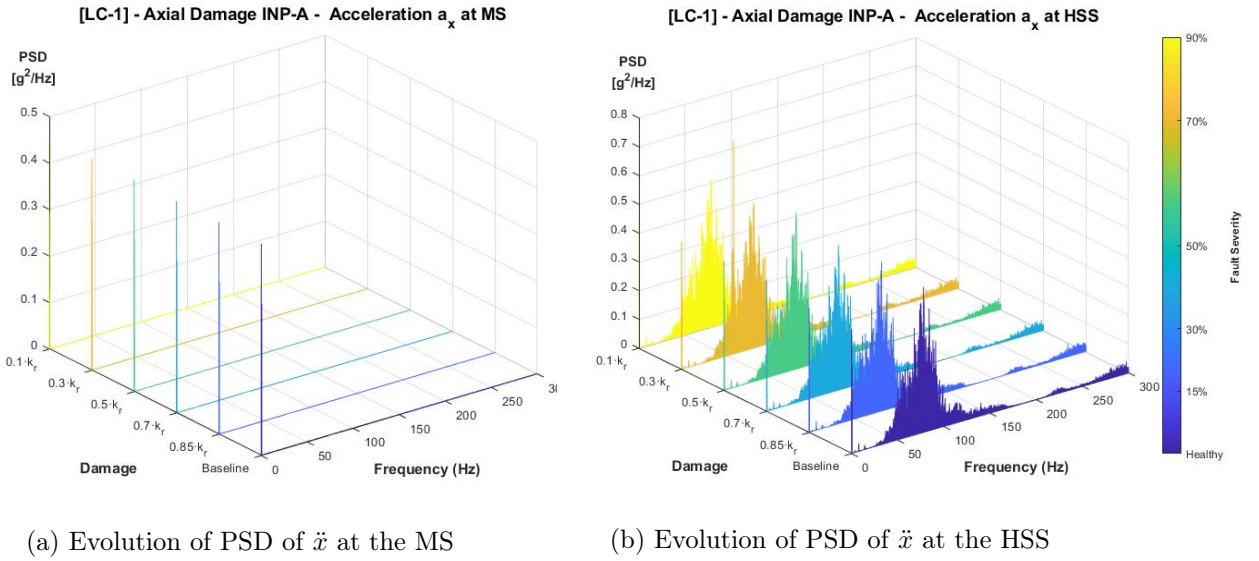 [LC-1] - Axial Damage INP-A - Acceleration a_x at MS
PSD
[g²/Hz]
0.5
0.4
0.3
0.2
0.1
0
0.1·k_r
0.3·k_r
0.5·k_r
0.7·k_r
0.85·k_r
Baseline
Damage
0
50
100
150
200
250
30
Frequency (Hz)
[LC-1] - Axial Damage INP-A - Acceleration a_x at HSS
PSD
[g²/Hz]
0.8
0.7
0.6
0.5
0.4
0.3
0.2
0.1
0
0.1·k_r
0.3·k_r
0.5·k_r
0.7·k_r
0.85·k_r
Baseline
Damage
0
50
100
150
200
250
300
Frequency (Hz)
90%
70%
50%
30%
15%
Healthy
Fault Severity
(a) Evolution of PSD of ẍ at the MS
(b) Evolution of PSD of ẍ at the HSS